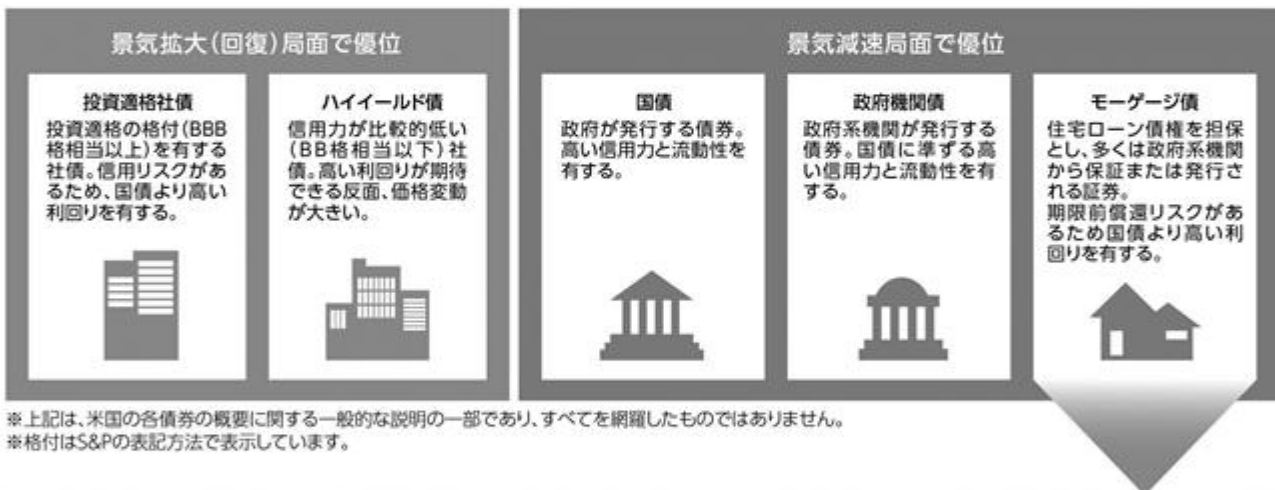 景気拡大(回復)局面で優位
投資適格社債
投資適格の格付(BBB
格相当以上)を有する
社債。信用リスクがあ
るため、国債より高い
利回りを有する。
ハイイールド債
信用力が比較的低い
(BB格相当以下)社
債。高い利回りが期待
できる反面、価格変動
が大きい。
景気減速局面で優位
国債
政府が発行する債券。
高い信用力と流動性を
有する。
政府機関債
政府系機関が発行する
債券。国債に準ずる高
い信用力と流動性を有
する。
モーゲージ債
住宅ローン債権を担保
とし、多くは政府系機関
から保証または発行さ
れる証券。
期限前償還リスクがあ
るため国債より高い利
回りを有する。
※上記は、米国の各債券の概要に関する一般的な説明の一部であり、すべてを網羅したものではありません。
※格付はS&Pの表記方法で表示しています。